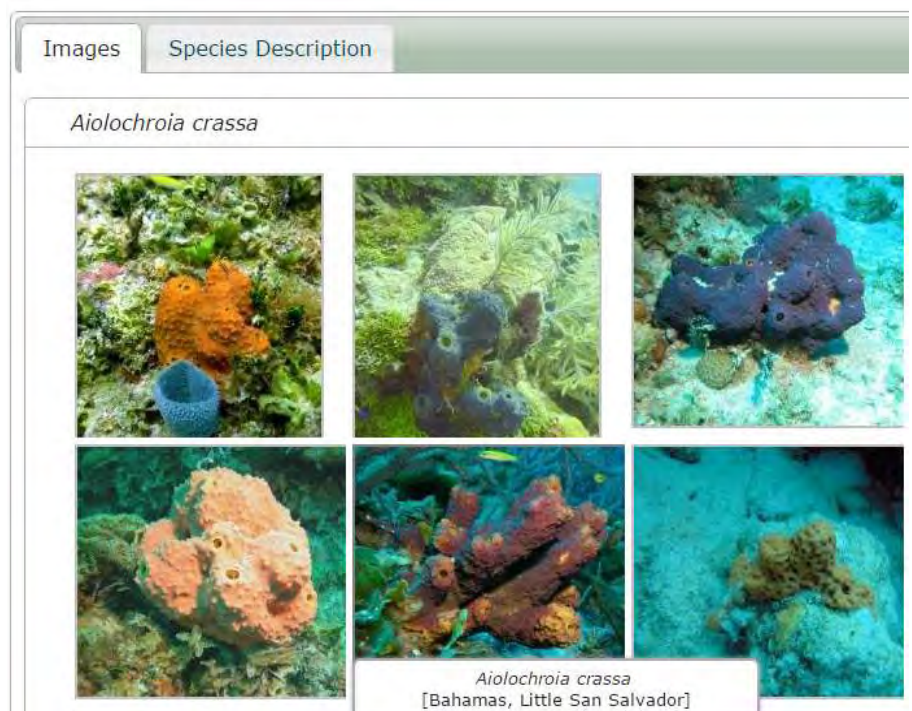 Images
Species Description
Aiolochroia crassa
Aiolochroia crassa
[Bahamas, Little San Salvador]